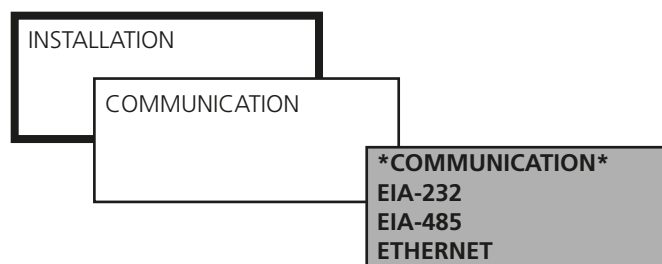 INSTALLATION
COMMUNICATION
*COMMUNICATION*
EIA-232
EIA-485
ETHERNET